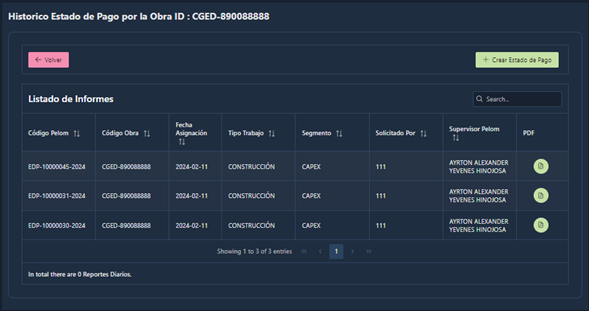 Historico Estado de Pago por la Obra ID : CGED-890088888
Volver
Crear Estado de Pago
Listado de Informes
Search...
Código Pelom Código Obra Fecha Asignación Tipo Trabajo Segmento Solicitado Por Supervisor Pelom PDF
EDP-10000045-2024 CGED-890088888 2024-02-11 CONSTRUCCIÓN CAPEX 111 AYRTON ALEXANDER YEVENES HINOJOSA
EDP-10000031-2024 CGED-890088888 2024-02-11 CONSTRUCCIÓN CAPEX 111 AYRTON ALEXANDER YEVENES HINOJOSA
EDP-10000030-2024 CGED-890088888 2024-02-11 CONSTRUCCIÓN CAPEX 111 AYRTON ALEXANDER YEVENES HINOJOSA
Showing 1 to 3 of 3 entries 1
In total there are 0 Reportes Diarios.